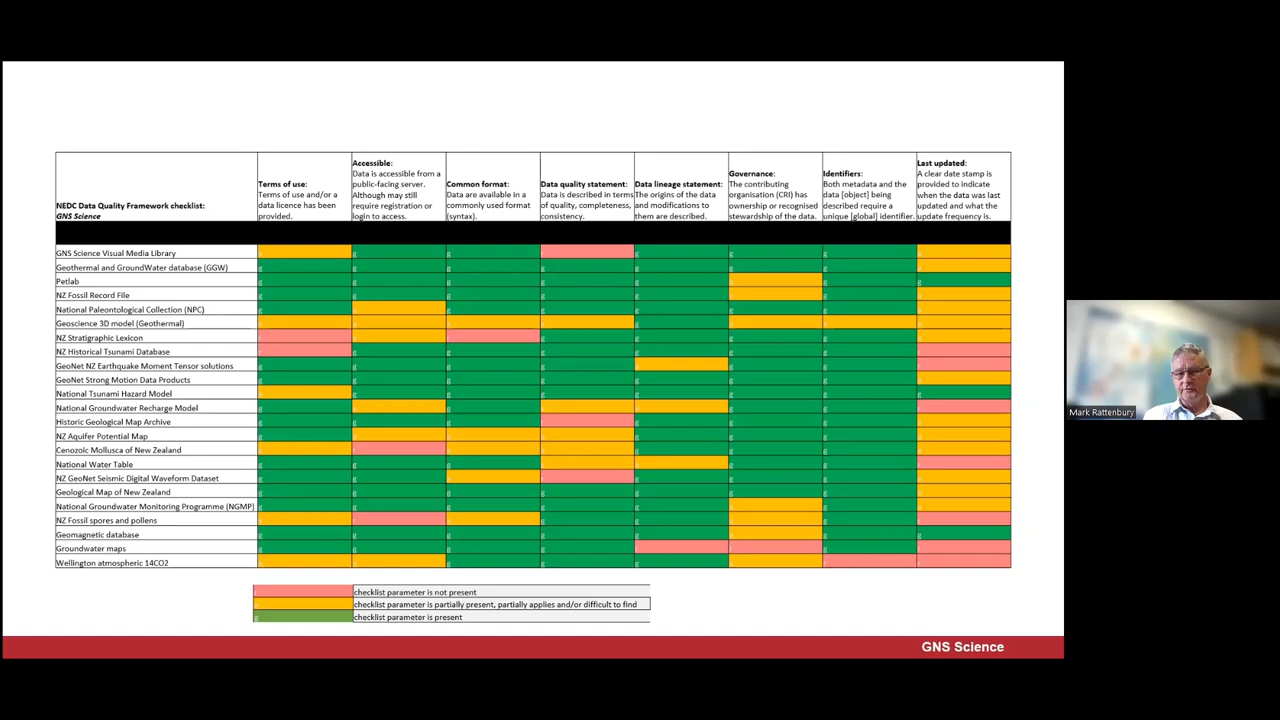 NEDC Data Quality Framework checklist:
GNS Science
Terms of use:
Terms of use and/or a
data licence has been
provided.
Accessible:
Data is accessible from a
public-facing server.
Although may still
require registration or
login to access.
Common format:
Data are available in a
commonly used format
(syntax).
Data quality statement:
Data is described in terms
of quality, completeness,
consistency.
Data lineage statement:
The origins of the data
and modifications to
them are described.
Governance:
The contributing
organisation (CRI) has
ownership or recognised
stewardship of the data.
Identifiers:
Both metadata and the
data [object] being
described require a
unique [global] identifier.
Last updated:
A clear date stamp is
provided to indicate
when the data was last
updated and what the
update frequency is.
GNS Science Visual Media Library
Geothermal and GroundWater database (GGW)
Petlab
NZ Fossil Record File
National Paleontological Collection (NPC)
Geoscience 3D model (Geothermal)
NZ Stratigraphic Lexicon
NZ Historical Tsunami Database
GeoNet NZ Earthquake Moment Tensor solutions
GeoNet Strong Motion Data Products
National Tsunami Hazard Model
National Groundwater Recharge Model
Historic Geological Map Archive
NZ Aquifer Potential Map
Cenozoic Mollusca of New Zealand
National Water Table
NZ GeoNet Seismic Digital Waveform Dataset
Geological Map of New Zealand
National Groundwater Monitoring Programme (NGMP)
NZ Fossil spores and pollens
Geomagnetic database
Groundwater maps
Wellington atmospheric 14CO2
checklist parameter is not present
checklist parameter is partially present, partially applies and/or difficult to find
checklist parameter is present
GNS Science
Mark Rattenbury